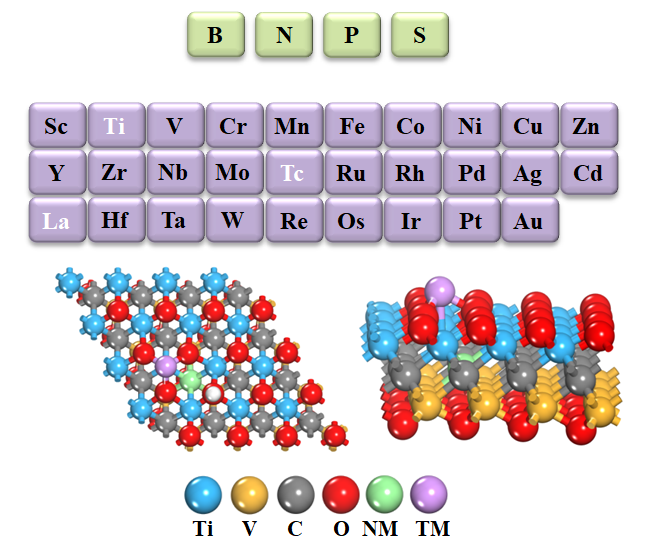 B N P S
Sc Ti V Cr Mn Fe Co Ni Cu Zn
Y Zr Nb Mo Tc Ru Rh Pd Ag Cd
La Hf Ta W Re Os Ir Pt Au
Ti V C O NM TM